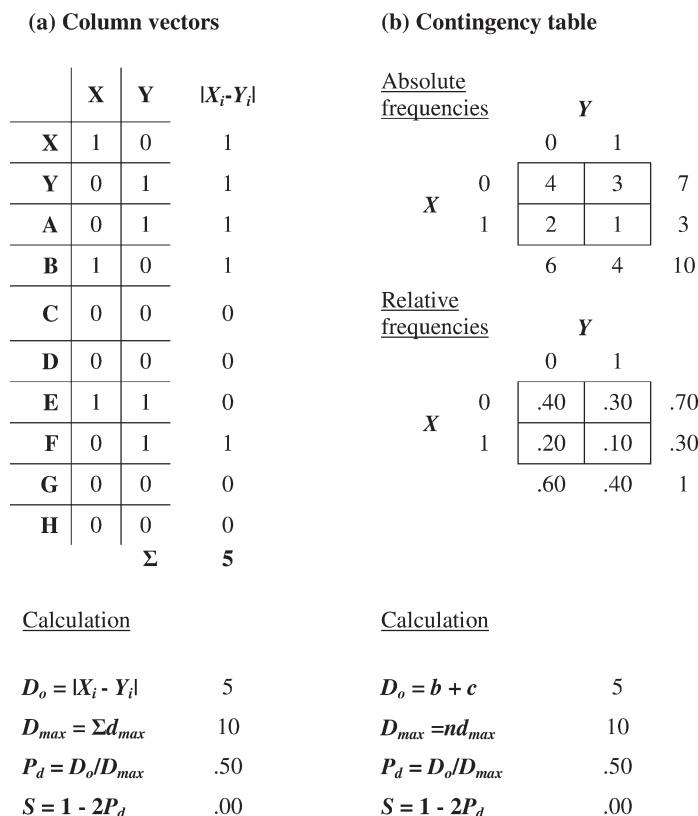 (a) Column vectors
X Y |Xi-Yi|
X 1 0 1
Y 0 1 1
A 0 1 1
B 1 0 1
C 0 0 0
D 0 0 0
E 1 1 0
F 0 1 1
G 0 0 0
H 0 0 0
Σ 5
Calculation
Do = |Xi - Yi| 5
Dmax = Σdmax 10
Pd = Do/Dmax .50
S = 1 - 2Pd .00
(b) Contingency table
Absolute
frequencies Y
0 1
X 0 4 3 7
1 2 1 3
6 4 10
Relative
frequencies Y
0 1
X 0 .40 .30 .70
1 .20 .10 .30
.60 .40 1
Calculation
Do = b + c 5
Dmax =ndmax 10
Pd = Do/Dmax .50
S = 1 - 2Pd .00